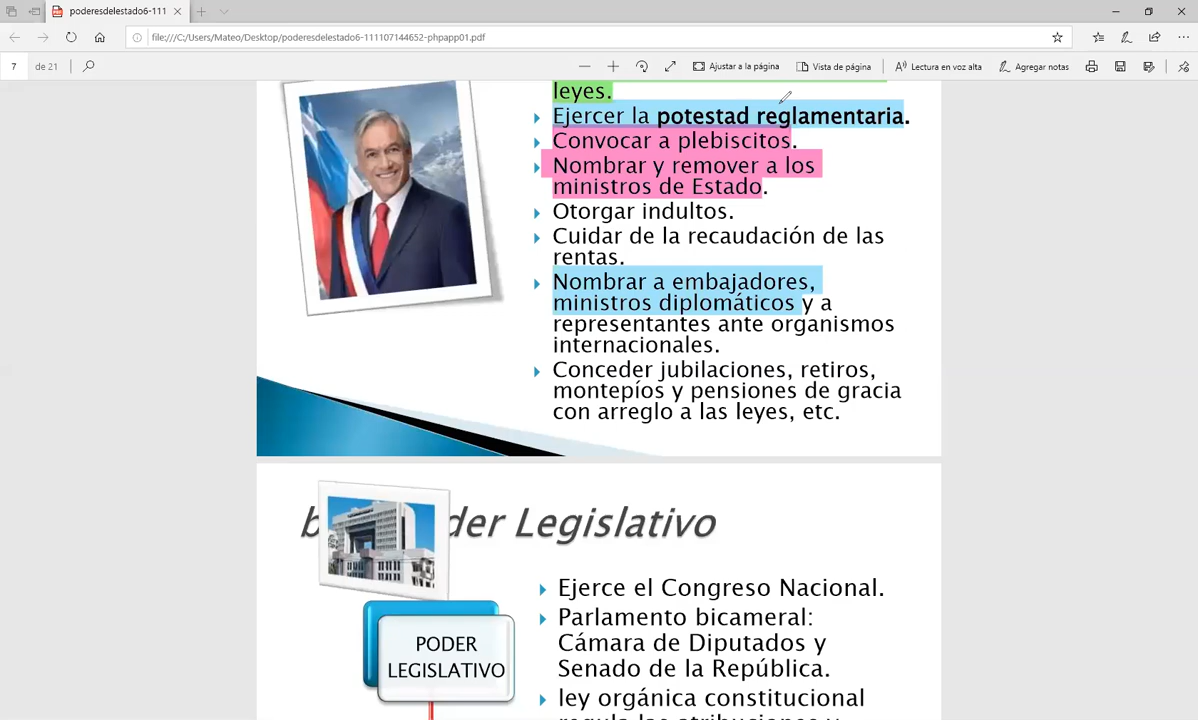 poderesdelestado6-111
file:///C:/Users/Mateo/Desktop/poderesdelestado6-111107144652-phpapp01.pdf
7 de 21
Ajustar a la página
Vista de página
Lectura en voz alta
Agregar notas
leyes.
Ejercer la potestad reglamentaria.
Convocar a plebiscitos.
Nombrar y remover a los
ministros de Estado.
Otorgar indultos.
Cuidar de la recaudación de las
rentas.
Nombrar a embajadores,
ministros diplomáticos y a
representantes ante organismos
internacionales.
Conceder jubilaciones, retiros,
montepíos y pensiones de gracia
con arreglo a las leyes, etc.
der Legislativo
Ejerce el Congreso Nacional.
Parlamento bicameral:
Cámara de Diputados y
Senado de la República.
ley orgánica constitucional
regula las atribuciones y
PODER
LEGISLATIVO